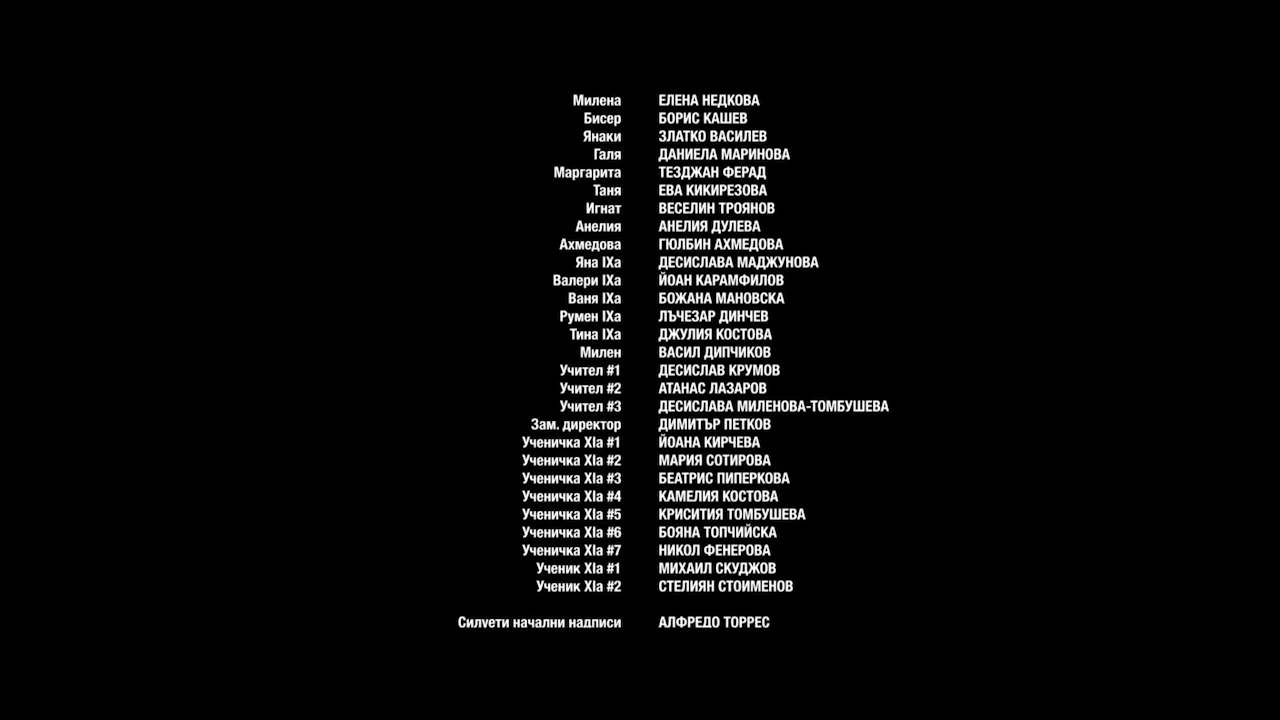 Милена ЕЛЕНА НЕДКОВА
Бисер БОРИС КАШЕВ
Янаки ЗЛАТКО ВАСИЛЕВ
Галя ДАНИЕЛА МАРИНОВА
Маргарита ТЕЗДЖАН ФЕРАД
Таня ЕВА КИКИРЕЗОВА
Игнат ВЕСЕЛИН ТРОЯНОВ
Анелия АНЕЛИЯ ДУЛЕВА
Ахмедова ГЮЛБИН АХМЕДОВА
Яна IXа ДЕСИСЛАВА МАДЖУНОВА
Валери IXа ЙОАН КАРАМФИЛОВ
Ваня IXа БОЖАНА МАНОВСКА
Румен IXа ЛЪЧЕЗАР ДИНЧЕВ
Тина IXа ДЖУЛИЯ КОСТОВА
Милен ВАСИЛ ДИПЧИКОВ
Учител #1 ДЕСИСЛАВ КРУМОВ
Учител #2 АТАНАС ЛАЗАРОВ
Учител #3 ДЕСИСЛАВА МИЛЕНОВА-ТОМБУШЕВА
Зам. директор ДИМИТЪР ПЕТКОВ
Ученичка XIа #1 ЙОАНА КИРЧЕВА
Ученичка XIа #2 МАРИЯ СОТИРОВА
Ученичка XIа #3 БЕАТРИС ПИПЕРКОВА
Ученичка XIа #4 КАМЕЛИЯ КОСТОВА
Ученичка XIа #5 КРИСИТИЯ ТОМБУШЕВА
Ученичка XIа #6 БОЯНА ТОПЧИЙСКА
Ученичка XIа #7 НИКОЛ ФЕНЕРОВА
Ученик XIа #1 МИХАИЛ СКУДЖОВ
Ученик XIа #2 СТЕЛИЯН СТОИМЕНОВ
Силуети начални надписи АЛФРЕДО ТОРРЕС